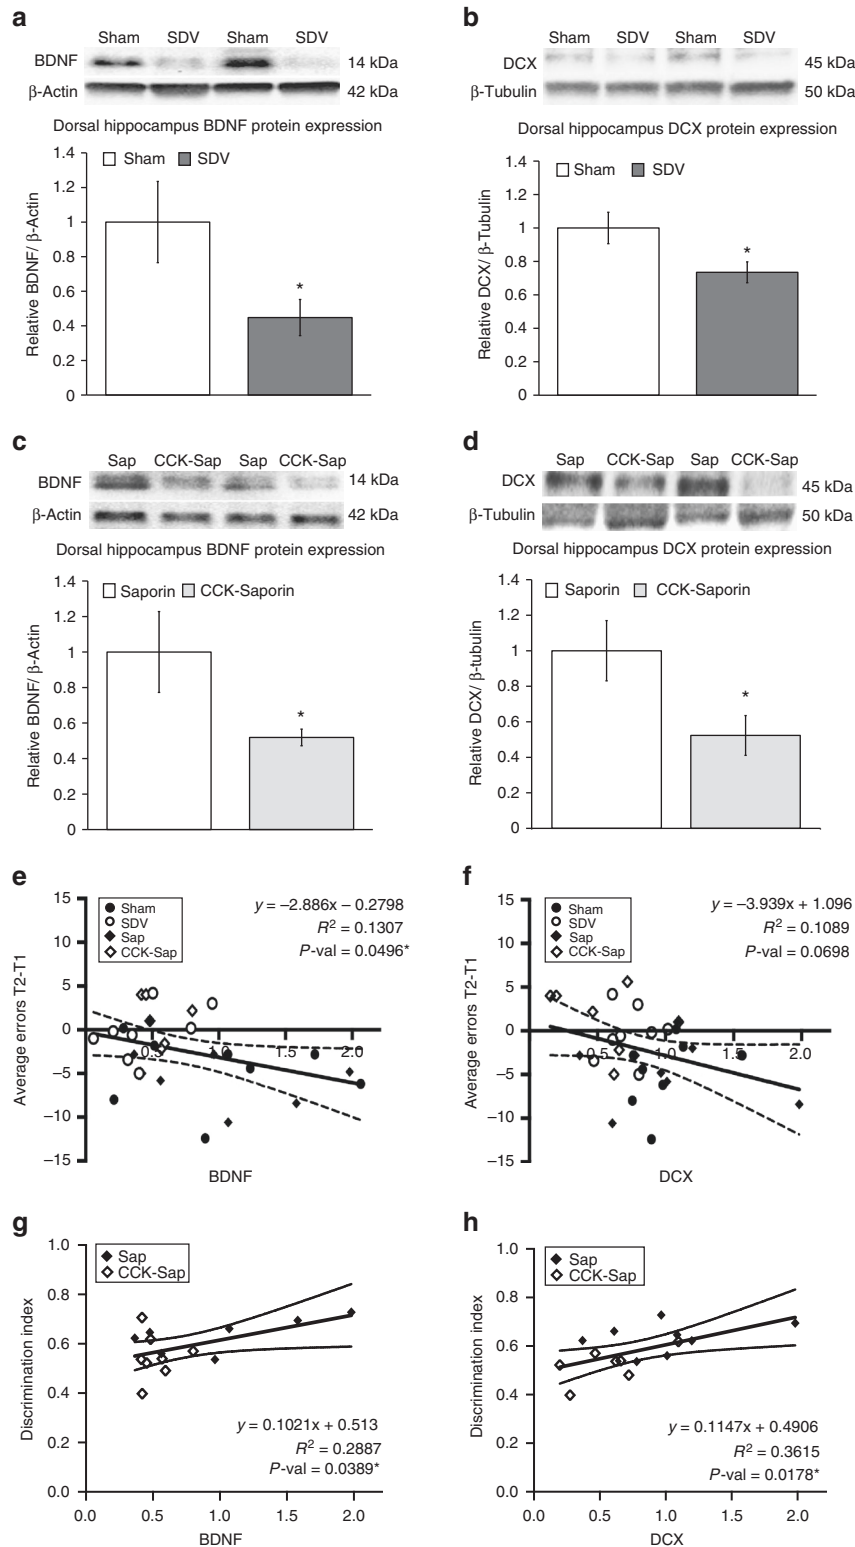 a
Sham SDV Sham SDV
BDNF 14 kDa
β-Actin 42 kDa
Dorsal hippocampus BDNF protein expression
Sham SDV
Relative BDNF/ β-Actin
1.4
1.2
1
0.8
0.6
0.4
0.2
0
*
b
Sham SDV Sham SDV
DCX 45 kDa
β-Tubulin 50 kDa
Dorsal hippocampus DCX protein expression
Sham SDV
Relative DCX/ β-Tubulin
1.4
1.2
1
0.8
0.6
0.4
0.2
0
*
c
Sap CCK-Sap Sap CCK-Sap
BDNF 14 kDa
β-Actin 42 kDa
Dorsal hippocampus BDNF protein expression
Saporin CCK-Saporin
Relative BDNF/ β-Actin
1.4
1.2
1
0.8
0.6
0.4
0.2
0
*
d
Sap CCK-Sap Sap CCK-Sap
DCX 45 kDa
β-Tubulin 50 kDa
Dorsal hippocampus DCX protein expression
Saporin CCK-Saporin
Relative DCX/ β-tubulin
1.4
1.2
1
0.8
0.6
0.4
0.2
0
*
e
Sham
SDV
Sap
CCK-Sap
y = –2.886x – 0.2798
R² = 0.1307
P-val = 0.0496*
Average errors T2-T1
15
10
5
0
–5
–10
–15
0.5 1.0 1.5 2.0
BDNF
f
Sham
SDV
Sap
CCK-Sap
y = –3.939x + 1.096
R² = 0.1089
P-val = 0.0698
Average errors T2-T1
15
10
5
0
–5
–10
–15
0.5 1.0 1.5 2.0
DCX
g
Sap
CCK-Sap
Discrimination index
1.0
0.8
0.6
0.4
0.2
0.0
y = 0.1021x + 0.513
R² = 0.2887
P-val = 0.0389*
0.0 0.5 1.0 1.5 2.0
BDNF
h
Sap
CCK-Sap
Discrimination index
1.0
0.8
0.6
0.4
0.2
0.0
y = 0.1147x + 0.4906
R² = 0.3615
P-val = 0.0178*
0.0 0.5 1.0 1.5 2.0
DCX